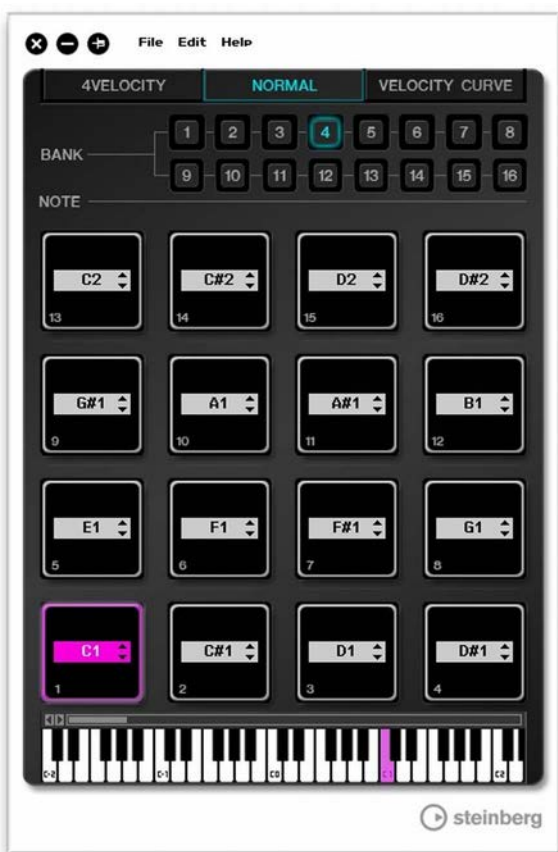 File Edit Help
4VELOCITY NORMAL VELOCITY CURVE
BANK
1 2 3 4 5 6 7 8
9 10 11 12 13 14 15 16
NOTE
C2 C#2 D2 D#2
13 14 15 16
G#1 A1 A#1 B1
9 10 11 12
E1 F1 F#1 G1
5 6 7 8
C1 C#1 D1 D#1
1 2 3 4
C-2 C-1 C0 C1 C2
steinberg